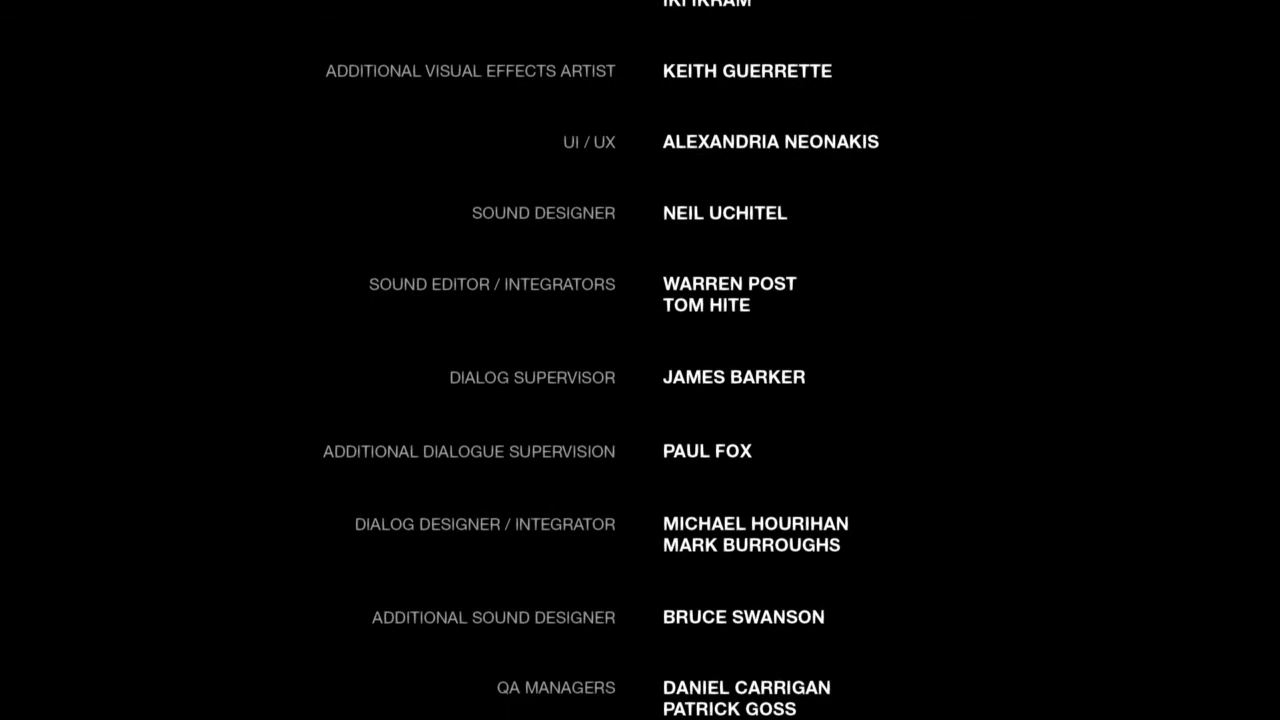 IKI IKRAM
ADDITIONAL VISUAL EFFECTS ARTIST KEITH GUERRETTE
UI / UX ALEXANDRIA NEONAKIS
SOUND DESIGNER NEIL UCHITEL
SOUND EDITOR / INTEGRATORS WARREN POST
TOM HITE
DIALOG SUPERVISOR JAMES BARKER
ADDITIONAL DIALOGUE SUPERVISION PAUL FOX
DIALOG DESIGNER / INTEGRATOR MICHAEL HOURIHAN
MARK BURROUGHS
ADDITIONAL SOUND DESIGNER BRUCE SWANSON
QA MANAGERS DANIEL CARRIGAN
PATRICK GOSS